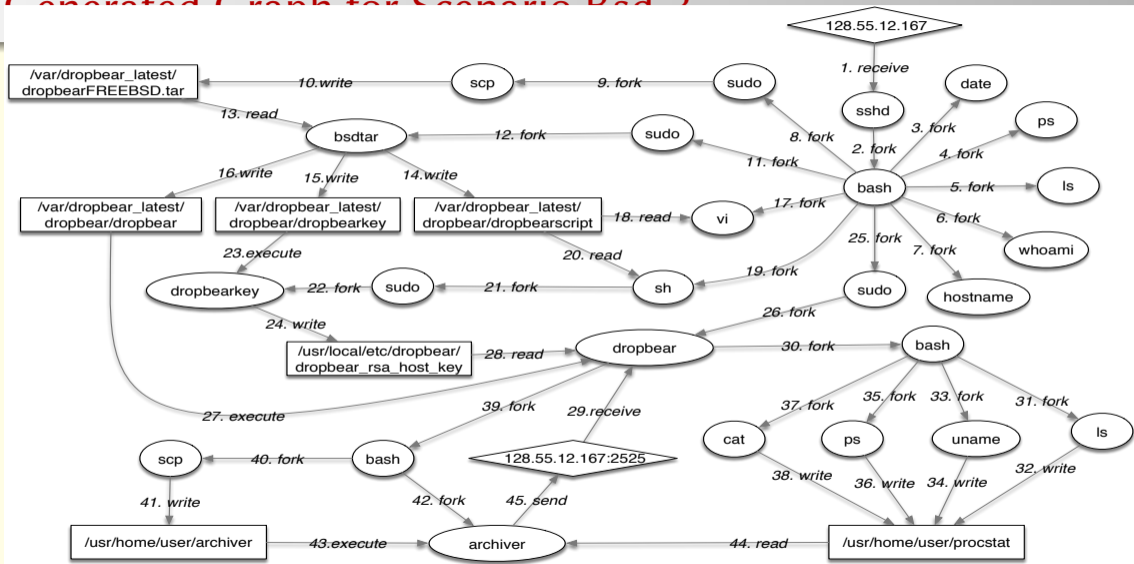 Generated Graph for Scenario Bsd-2
128.55.12.167
1. receive
/var/dropbear_latest/
dropbearFREEBSD.tar
10.write
scp
9. fork
sudo
sshd
date
3. fork
ps
13. read
bsdtar
12. fork
sudo
8. fork
2. fork
4. fork
11. fork
bash
5. fork
ls
16.write
15.write
14.write
/var/dropbear_latest/
dropbear/dropbear
/var/dropbear_latest/
dropbear/dropbearkey
/var/dropbear_latest/
dropbear/dropbearscript
18. read
vi
17. fork
6. fork
whoami
25. fork
7. fork
23.execute
20. read
19. fork
dropbearkey
22. fork
sudo
21. fork
sh
sudo
hostname
24. write
26. fork
/usr/local/etc/dropbear/
dropbear_rsa_host_key
28. read
dropbear
30. fork
bash
27. execute
39. fork
29.receive
37. fork
35. fork
33. fork
31. fork
scp
40. fork
bash
128.55.12.167:2525
cat
ps
uname
ls
41. write
42. fork
45. send
38. write
36. write
34. write
32. write
/usr/home/user/archiver
43.execute
archiver
44. read
/usr/home/user/procstat